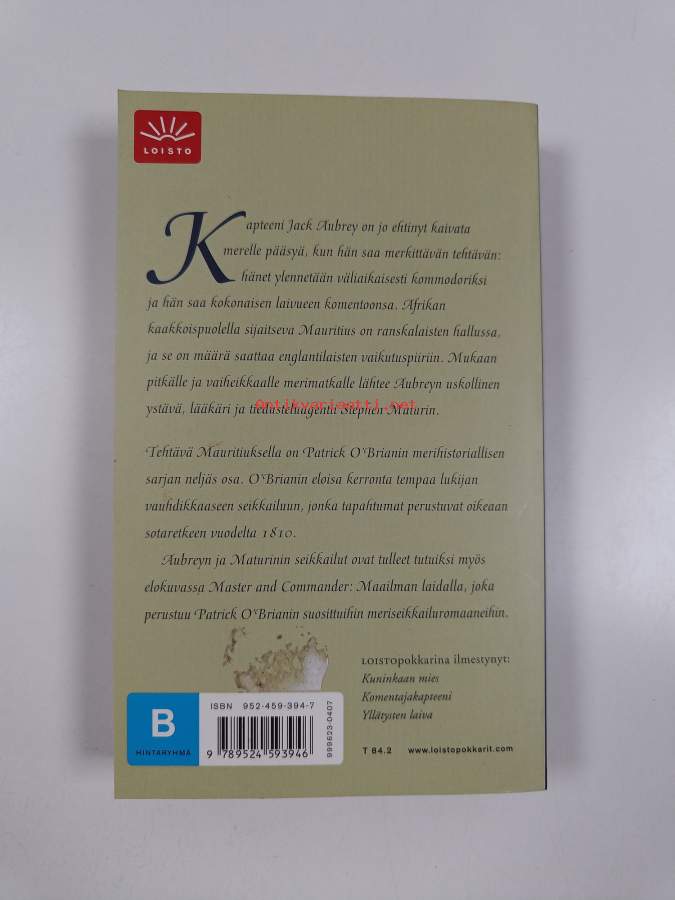 LOISTO
Kapteeni Jack Aubrey on jo ehtinyt kaivata
merelle pääsyä, kun hän saa merkittävän tehtävän:
hänet ylennetään väliaikaisesti kommodoriksi
ja hän saa kokonaisen laivueen komentoonsa. Afrikan
kaakkoispuolella sijaitseva Mauritius on ranskalaisten hallussa,
ja se on määrä saattaa englantilaisten vaikutuspiiriin. Mukaan
pitkälle ja vaiheikkaalle merimatkalle lähtee Aubreyn uskollinen
ystävä, lääkäri ja tiedusteluagentti Stephen Maturin.
Antikvariaatti.net
Tehtävä Mauritiuksella on Patrick O'Brianin merihistoriallisen
sarjan neljäs osa. O'Brianin eloisa kerronta tempaa lukijan
vauhdikkaaseen seikkailuun, jonka tapahtumat perustuvat oikeaan
sotaretkeen vuodelta 1810.
Aubreyn ja Maturinin seikkailut ovat tulleet tutuiksi myös
elokuvassa Master and Commander: Maailman laidalla, joka
perustuu Patrick O'Brianin suosittuihin meriseikkailuromaaneihin.
LOISTOpokkarina ilmestynyt:
Kuninkaan mies
Komentajakapteeni
Yllätysten laiva
B
HINTARYHMÄ
ISBN 952-459-394-7
9 789524 593946
999623-0407
T 84.2 www.loistopokkarit.com